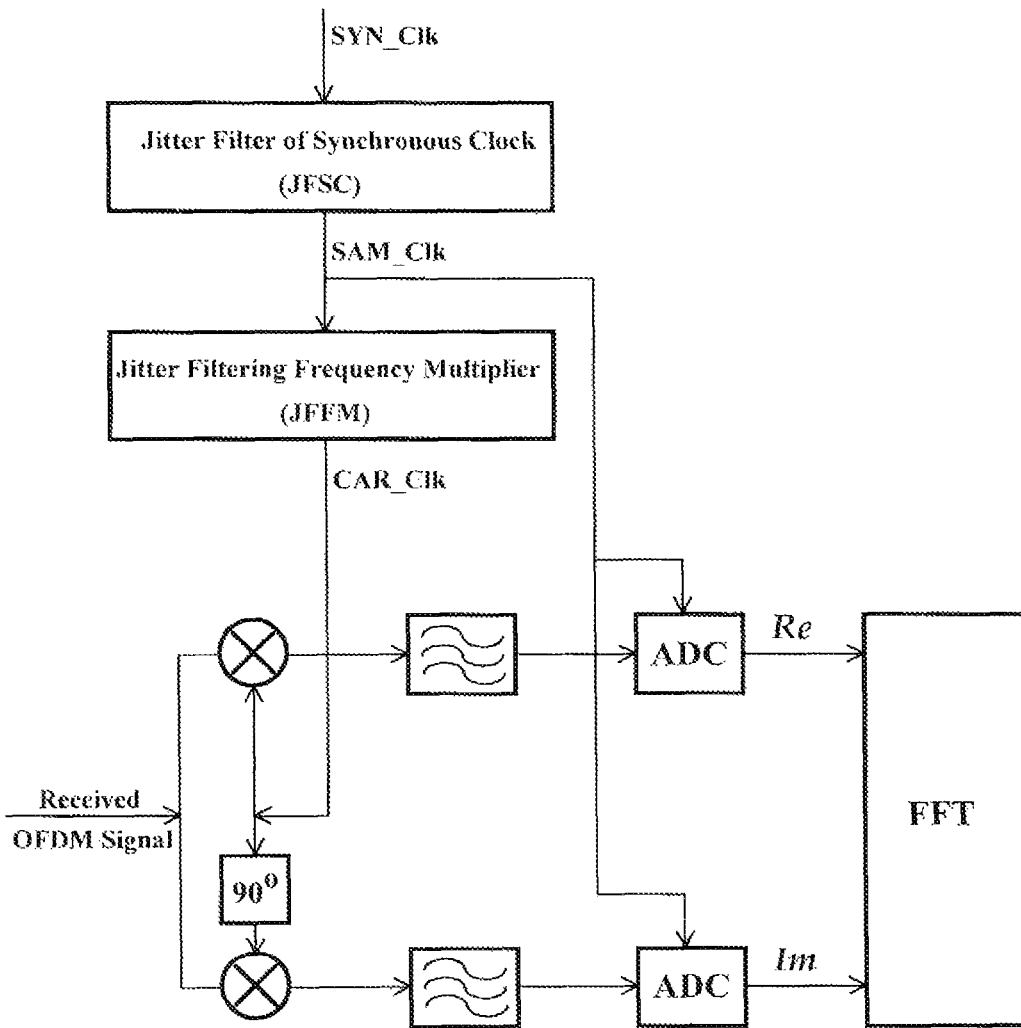 SYN_Clk
Jitter Filter of Synchronous Clock
(JFSC)
SAM_Clk
Jitter Filtering Frequency Multiplier
(JFFM)
CAR_Clk
ADC
Re
Received
OFDM Signal
FFT
90°
ADC
Im